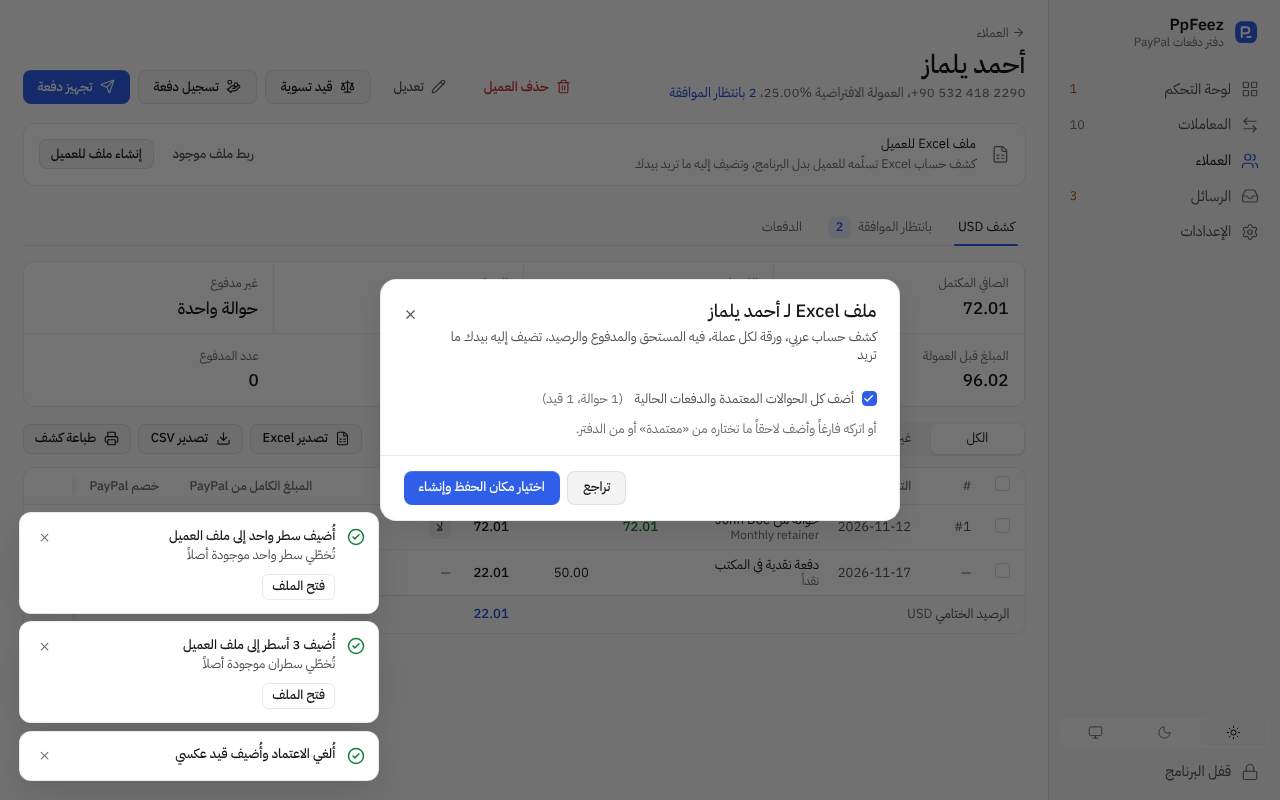 PpFeez
دفتر دفعات PayPal
لوحة التحكم 1
المعاملات 10
العملاء
الرسائل 3
الإعدادات
قفل البرنامج
العملاء
أحمد يلماز
+90 532 418 2290، العمولة الافتراضية %25.00، 2 بانتظار الموافقة
حذف العميل
تعديل
قيد تسوية
تسجيل دفعة
تجهيز دفعة
ملف Excel للعميل
كشف حساب Excel تسلّمه للعميل بدل البرنامج، وتضيف إليه ما تريد بيدك
ربط ملف موجود
إنشاء ملف للعميل
كشف USD
بانتظار الموافقة 2
الدفعات
الصافي المكتمل
72.01
غير مدفوع
حوالة واحدة
المبلغ قبل العمولة
96.02
عدد المدفوع
0
ملف Excel لـ أحمد يلماز
كشف حساب عربي، ورقة لكل عملة، فيه المستحق والمدفوع والرصيد، تضيف إليه بيدك ما
تريد
أضف كل الحوالات المعتمدة والدفعات الحالية (1 حوالة، 1 قيد)
أو اتركه فارغاً وأضف لاحقاً ما تختاره من «معتمدة» أو من الدفتر.
تراجع
اختيار مكان الحفظ وإنشاء
الكل
تصدير Excel
تصدير CSV
طباعة كشف
#
المبلغ الكامل من PayPal
خصم PayPal
#1
2026-11-12
حوالة من John Doe
Monthly retainer
72.01
72.01
لا
—
2026-11-17
دفعة نقدية في المكتب
نقداً
50.00
22.01
—
الرصيد الختامي USD
22.01
أُضيف سطر واحد إلى ملف العميل
تُخطّي سطر واحد موجودة أصلاً
فتح الملف
أُضيف 3 أسطر إلى ملف العميل
تُخطّي سطران موجودة أصلاً
فتح الملف
أُلغي الاعتماد وأُضيف قيد عكسي